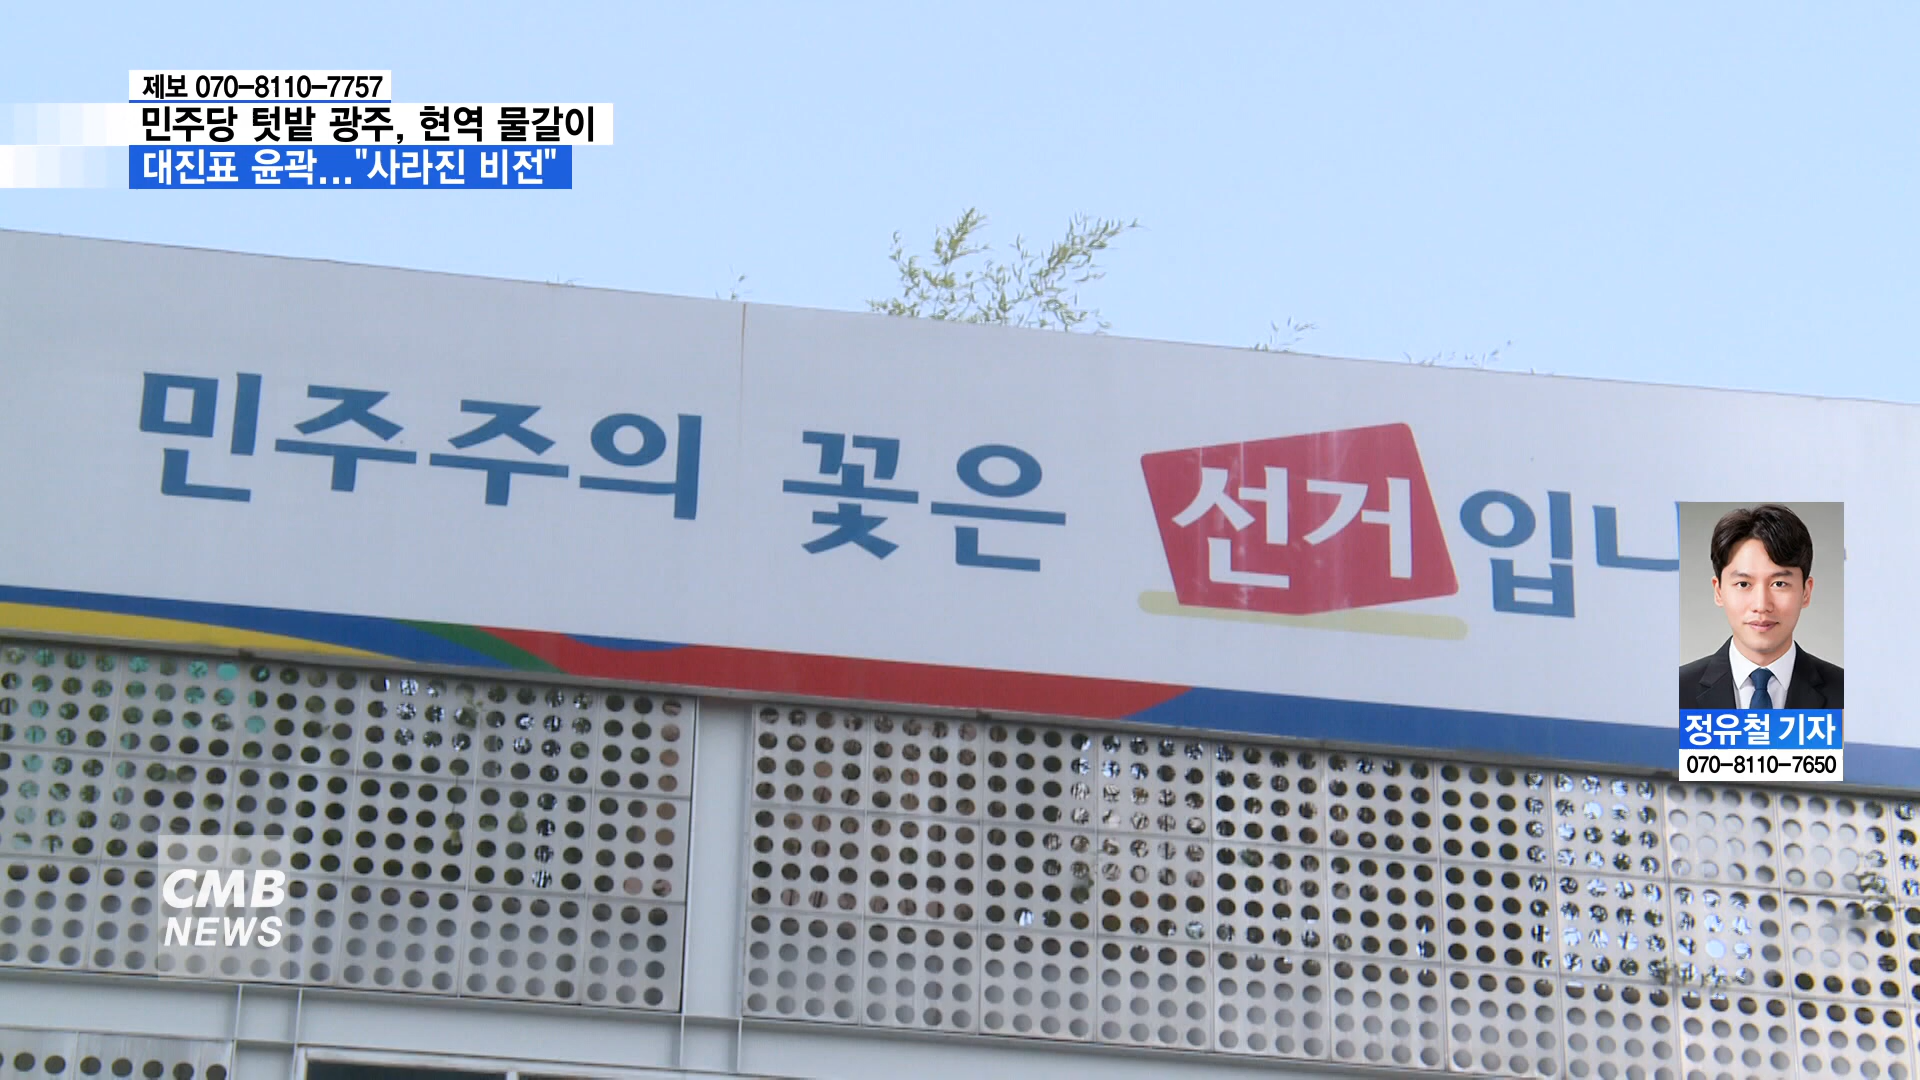 제보 070-8110-7757
민주당 텃밭 광주, 현역 물갈이
대진표 윤곽..."사라진 비전"
민주주의 꽃은 선거입니
정유철 기자
070-8110-7650
CMB
NEWS